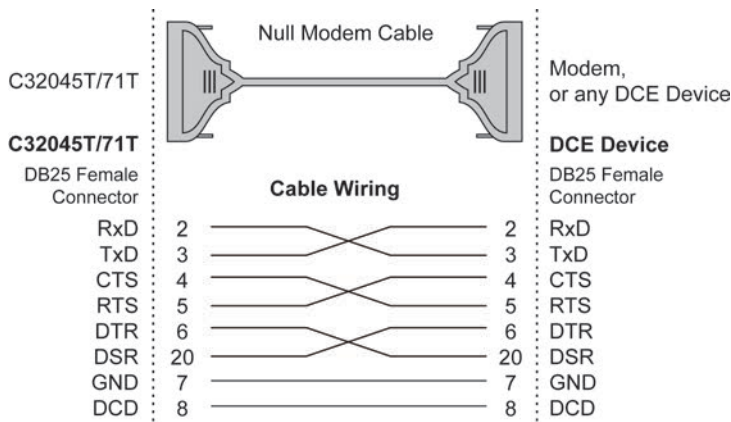 Null Modem Cable
C32045T/71T
Modem,
or any DCE Device
C32045T/71T
DCE Device
DB25 Female
Connector
DB25 Female
Connector
Cable Wiring
RxD 2 2 RxD
TxD 3 3 TxD
CTS 4 4 CTS
RTS 5 5 RTS
DTR 6 6 DTR
DSR 20 20 DSR
GND 7 7 GND
DCD 8 8 DCD